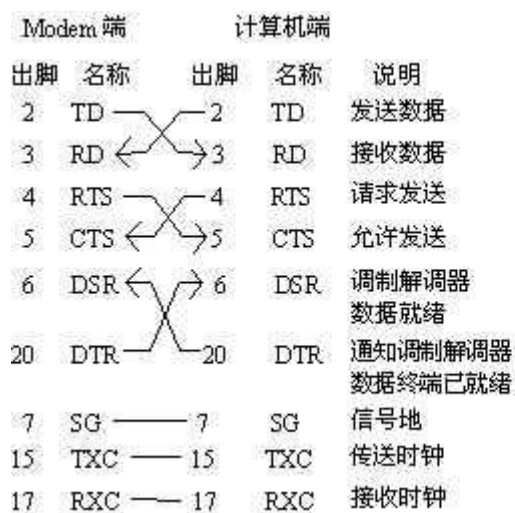 Modem 端 计算机端
出脚 名称 出脚 名称 说明
2 TD 2 TD 发送数据
3 RD 3 RD 接收数据
4 RTS 4 RTS 请求发送
5 CTS 5 CTS 允许发送
6 DSR 6 DSR 调制解调器
数据就绪
20 DTR 20 DTR 通知调制解调器
数据终端已就绪
7 SG 7 SG 信号地
15 TXC 15 TXC 传送时钟
17 RXC 17 RXC 接收时钟